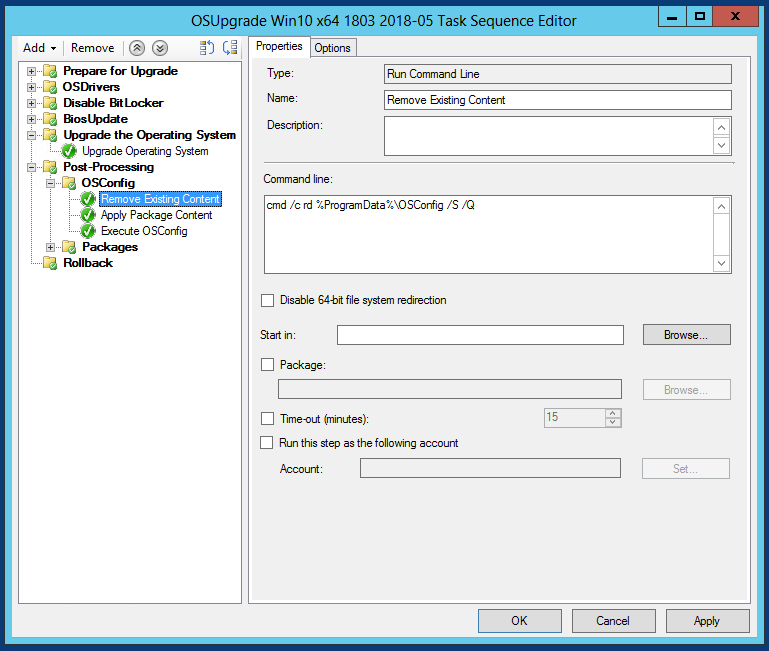 OSUpgrade Win10 x64 1803 2018-05 Task Sequence Editor
Add Remove
Prepare for Upgrade
OSDrivers
Disable BitLocker
BiosUpdate
Upgrade the Operating System
Upgrade Operating System
Post-Processing
OSConfig
Remove Existing Content
Apply Package Content
Execute OSConfig
Packages
Rollback
Properties Options
Type: Run Command Line
Name: Remove Existing Content
Description:
Command line:
cmd /c rd %ProgramData%\OSConfig /S /Q
Disable 64-bit file system redirection
Start in: Browse...
Package:
Browse...
Time-out (minutes): 15
Run this step as the following account
Account: Set...
OK Cancel Apply